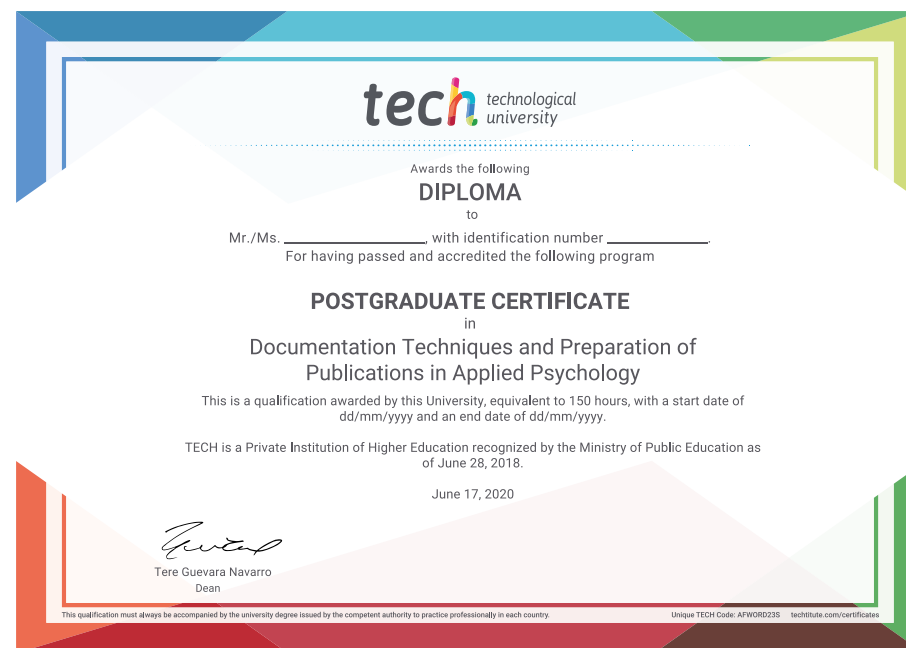 tech technological
university
Awards the following
DIPLOMA
to
Mr./Ms. ____________________, with identification number ______________.
For having passed and accredited the following program
POSTGRADUATE CERTIFICATE
in
Documentation Techniques and Preparation of
Publications in Applied Psychology
This is a qualification awarded by this University, equivalent to 150 hours, with a start date of
dd/mm/yyyy and an end date of dd/mm/yyyy.
TECH is a Private Institution of Higher Education recognized by the Ministry of Public Education as
of June 28, 2018.
June 17, 2020
Tere Guevara Navarro
Dean
This qualification must always be accompanied by the university degree issued by the competent authority to practice professionally in each country. Unique TECH Code: AFWORD23S techtitute.com/certificates